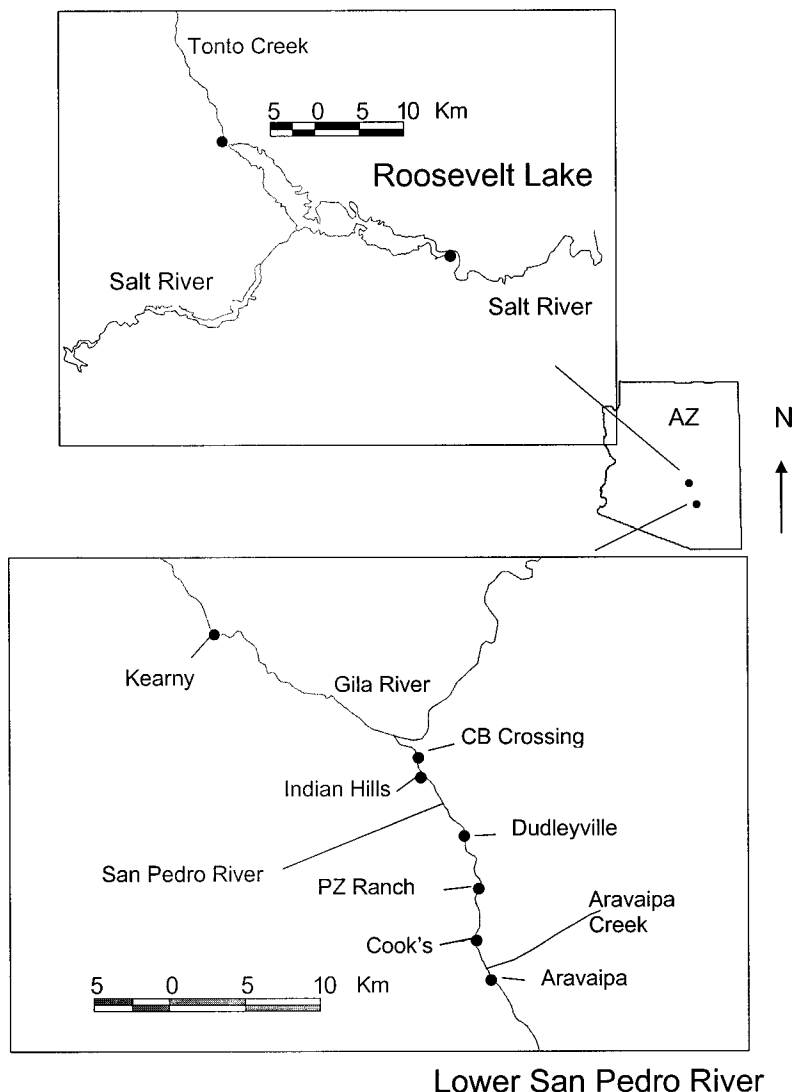 Tonto Creek
5 0 5 10 Km
Roosevelt Lake
Salt River
Salt River
AZ
N
Kearny
Gila River
CB Crossing
Indian Hills
Dudleyville
San Pedro River
PZ Ranch
Aravaipa
Creek
Cook's
Aravaipa
5 0 5 10 Km
Lower San Pedro River